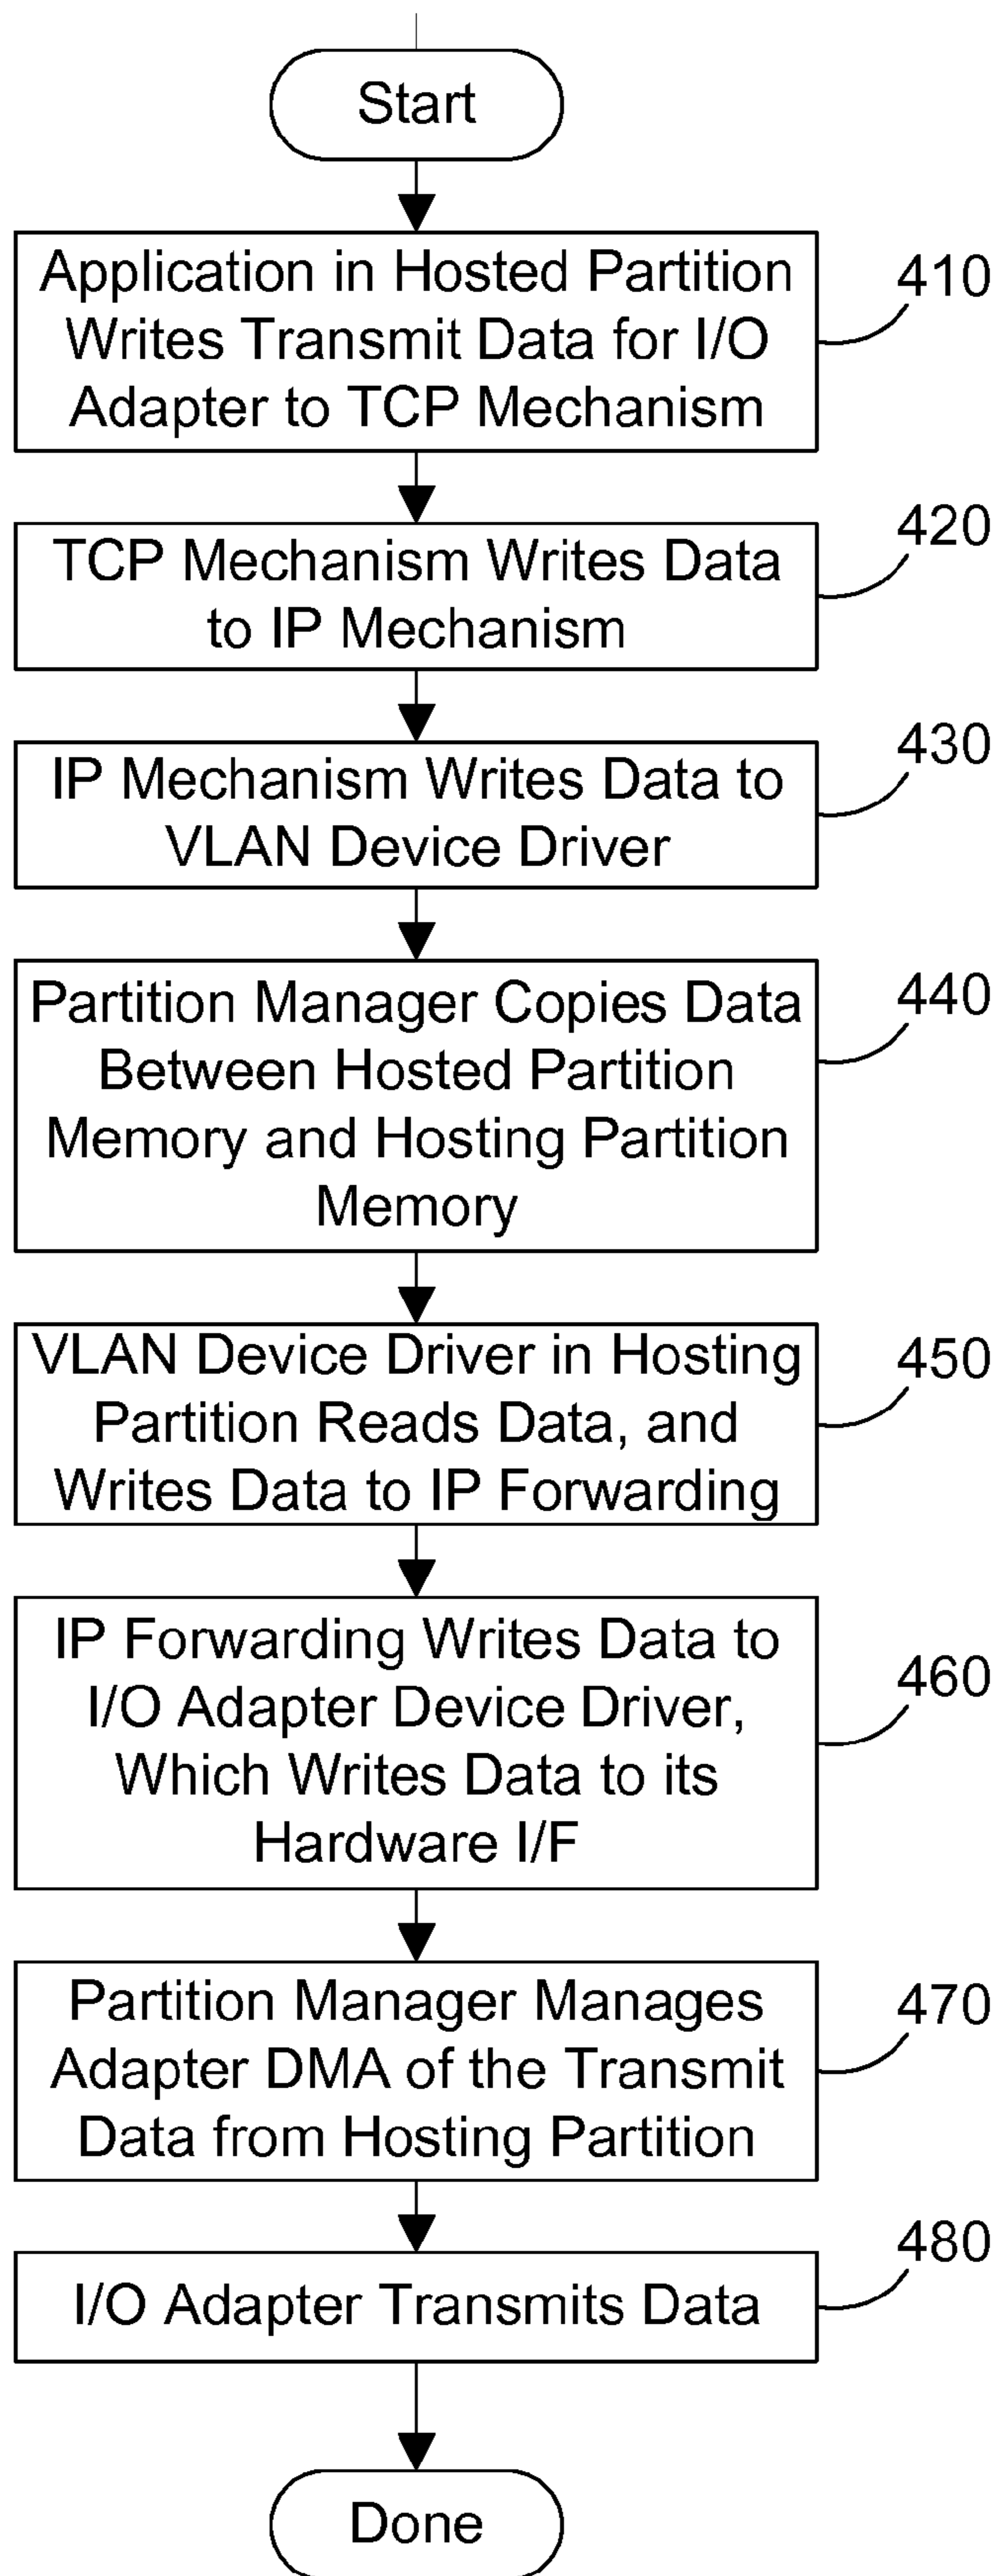 Start
Application in Hosted Partition
Writes Transmit Data for I/O
Adapter to TCP Mechanism
410
TCP Mechanism Writes Data
to IP Mechanism
420
IP Mechanism Writes Data to
VLAN Device Driver
430
Partition Manager Copies Data
Between Hosted Partition
Memory and Hosting Partition
Memory
440
VLAN Device Driver in Hosting
Partition Reads Data, and
Writes Data to IP Forwarding
450
IP Forwarding Writes Data to
I/O Adapter Device Driver,
Which Writes Data to its
Hardware I/F
460
Partition Manager Manages
Adapter DMA of the Transmit
Data from Hosting Partition
470
I/O Adapter Transmits Data
480
Done